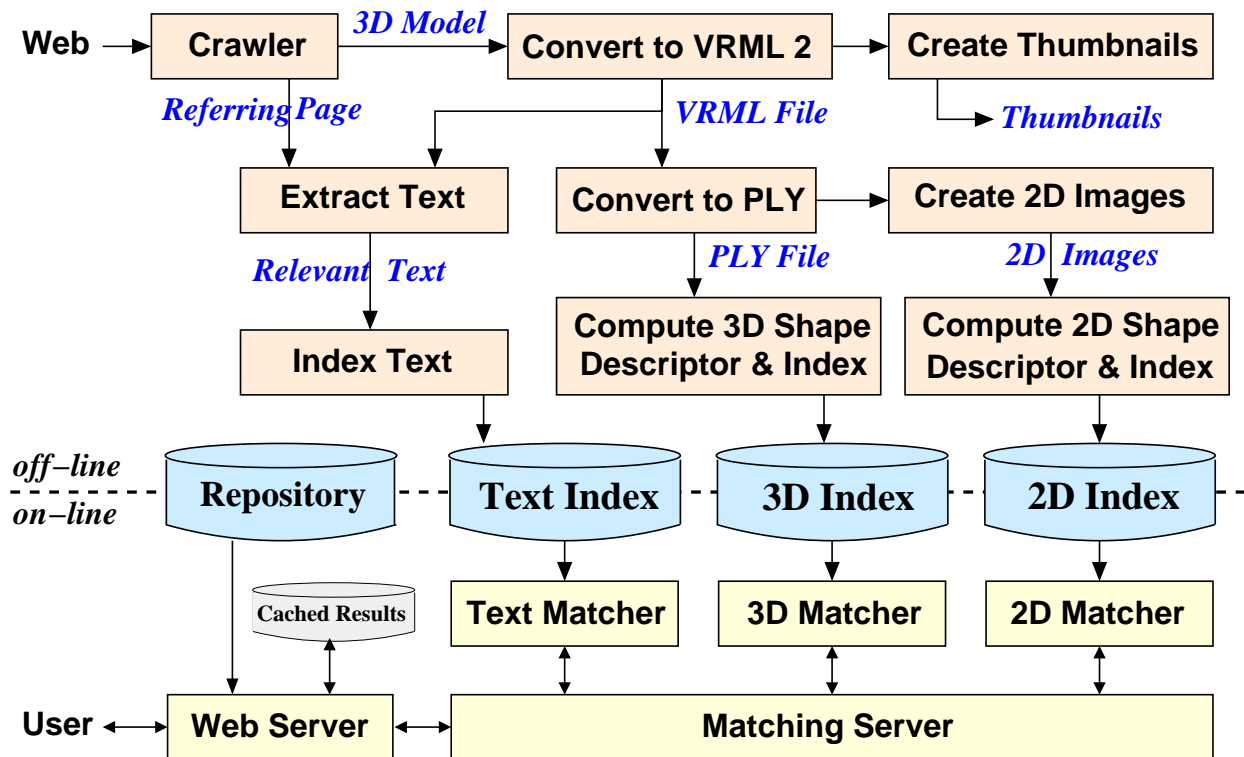 3D Model
Web
Crawler
Convert to VRML 2
Create Thumbnails
Referring Page
VRML File
Thumbnails
Extract Text
Convert to PLY
Create 2D Images
Relevant Text
PLY File
2D Images
Index Text
Compute 3D Shape
Descriptor & Index
Compute 2D Shape
Descriptor & Index
off–line
on–line
Repository
Text Index
3D Index
2D Index
Cached Results
Text Matcher
3D Matcher
2D Matcher
User
Web Server
Matching Server